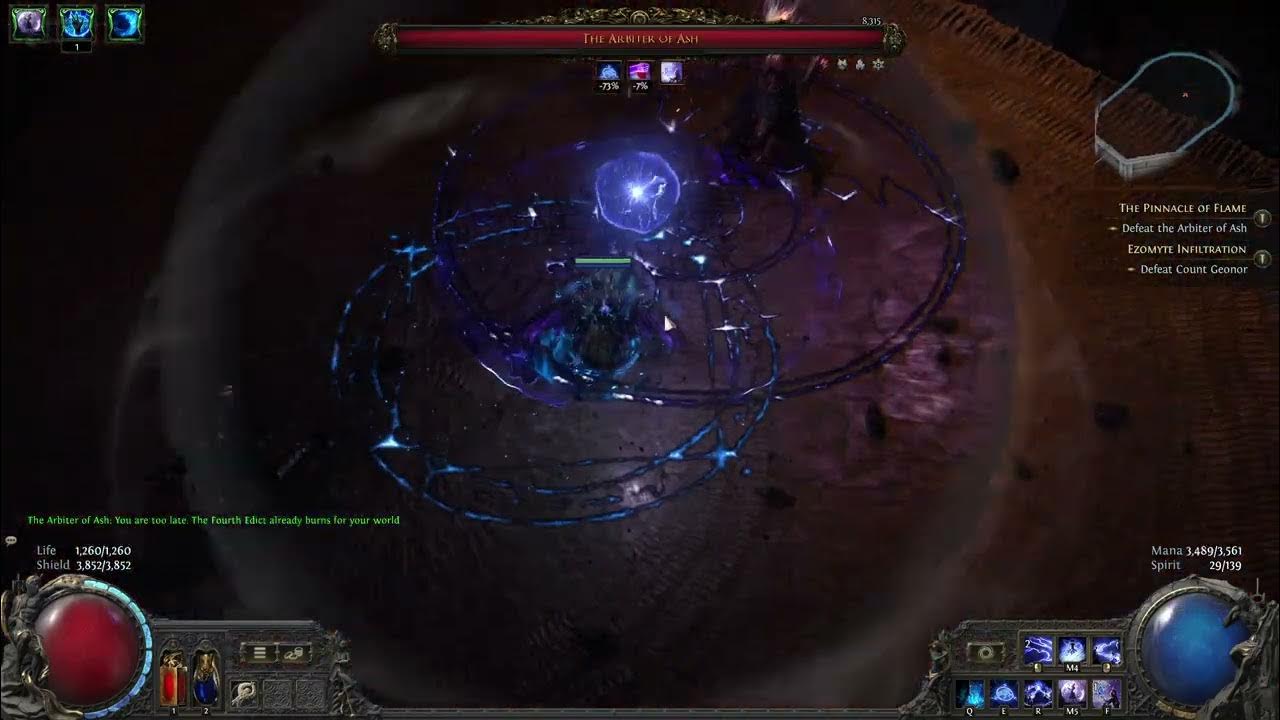 1
THE ARBITER OF ASH
8,315
-73%
-7%
THE PINNACLE OF FLAME
Defeat the Arbiter of Ash
EZOMYTE INFILTRATION
Defeat Count Geonor
The Arbiter of Ash: You are too late. The Fourth Edict already burns for your world
Life 1,260/1,260
Shield 3,852/3,852
Mana 3,489/3,561
Spirit 29/139
1 2
M4
Q E R M5 F